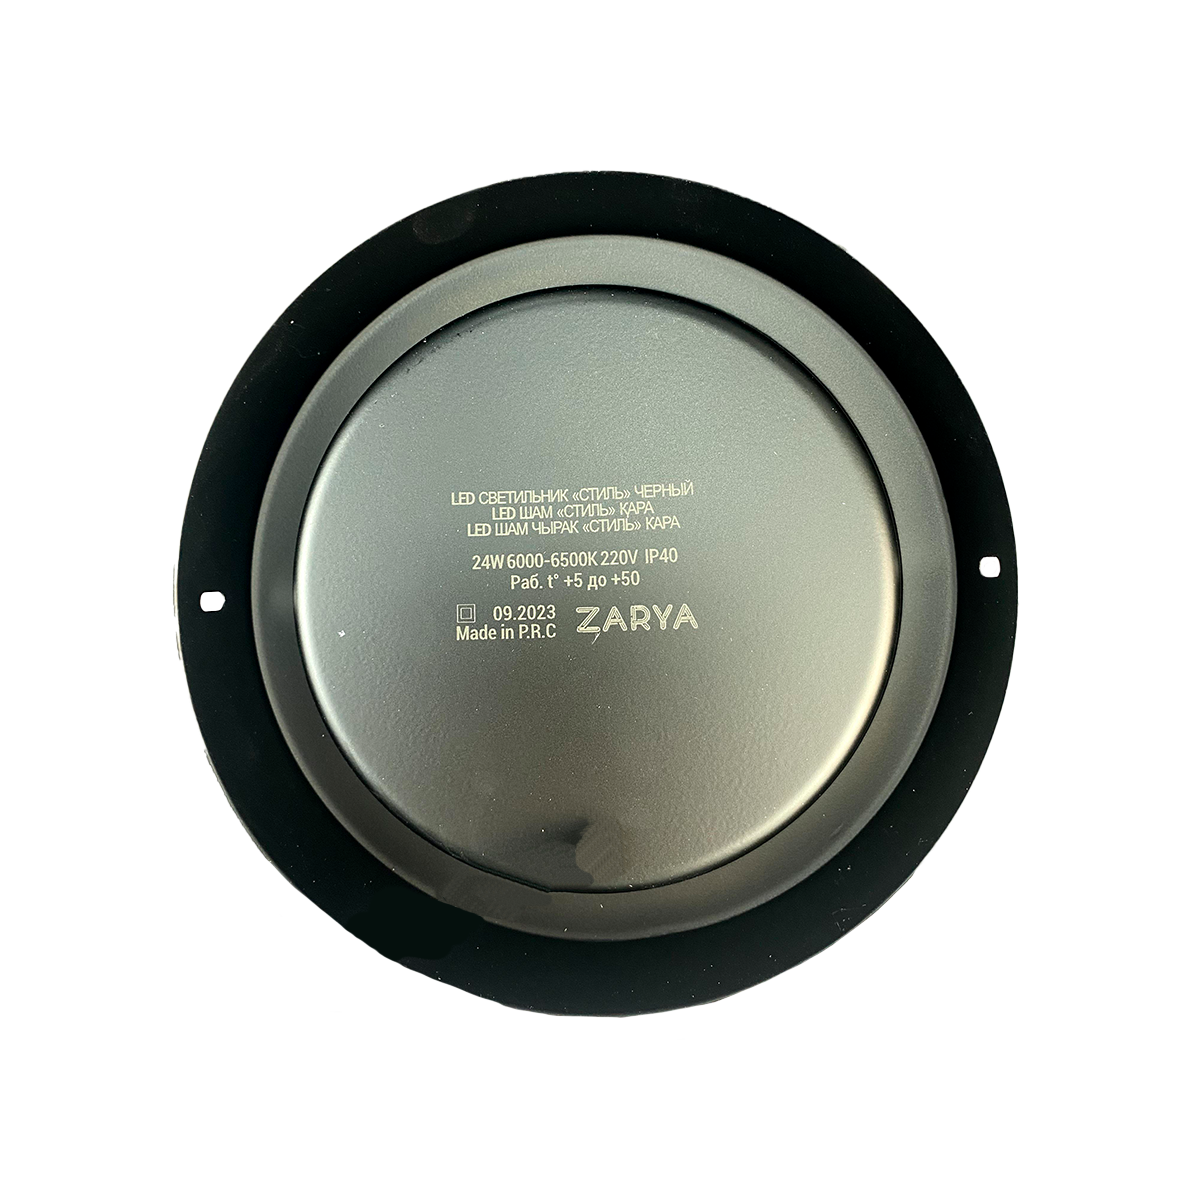 LED СВЕТИЛЬНИК «СТИЛЬ» ЧЕРНЫЙ
LED ШАМ «СТИЛЬ» ҚАРА
LED ШАМ ЧЫРАК «СТИЛЬ» КАРА
24W 6000-6500K 220V IP40
Раб. t° +5 до +50
09.2023
Made in P.R.C
ZARYA